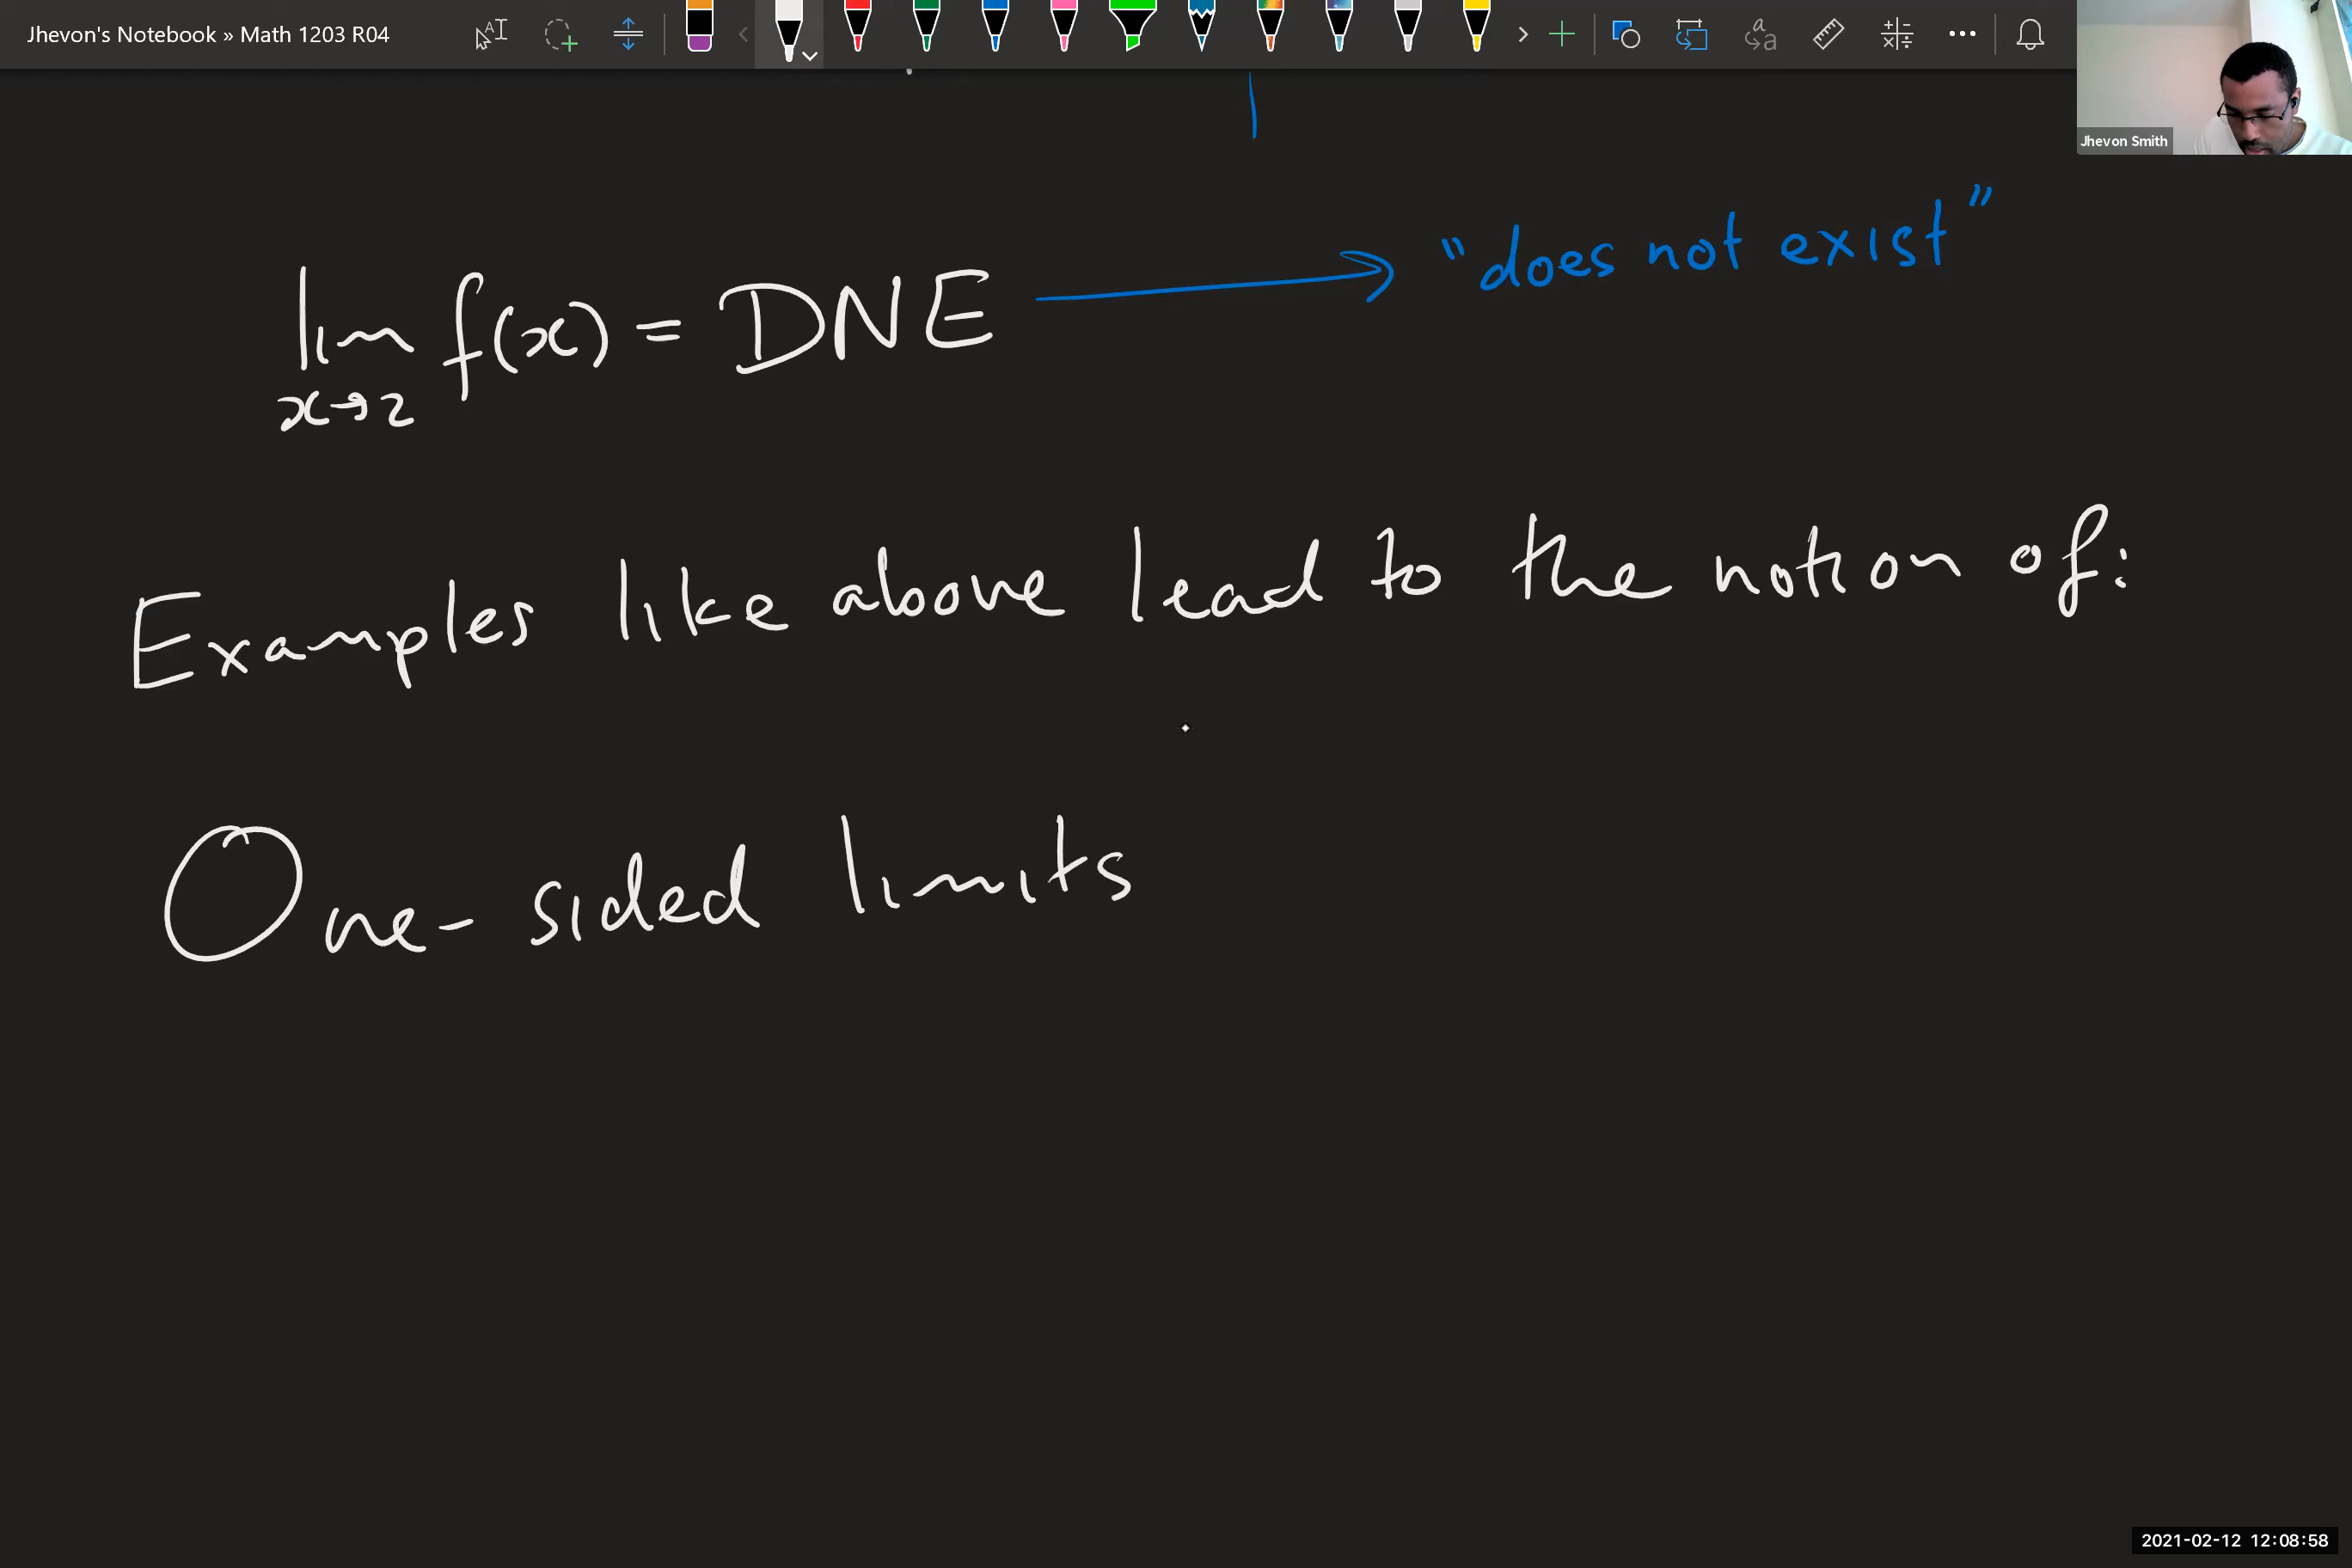 Jhevon's Notebook » Math 1203 R04
Jhevon Smith
lim f(x) = DNE → "does not exist"
x→2
Examples like above lead to the notion of:
One-sided limits
2021-02-12 12:08:58